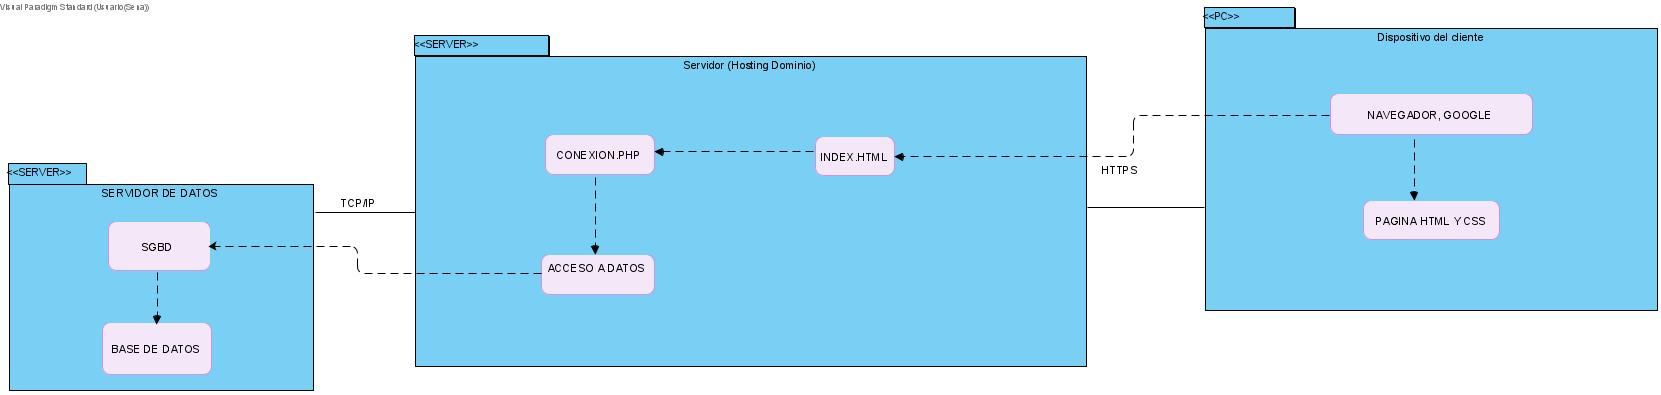 Visual Paradigm Standard (Usuario(Sena))
<<PC>>
Dispositivo del cliente
NAVEGADOR, GOOGLE
PAGINA HTML Y CSS
HTTPS
<<SERVER>>
Servidor (Hosting Dominio)
CONEXION.PHP
INDEX.HTML
ACCESO A DATOS
TCP/IP
<<SERVER>>
SERVIDOR DE DATOS
SGBD
BASE DE DATOS